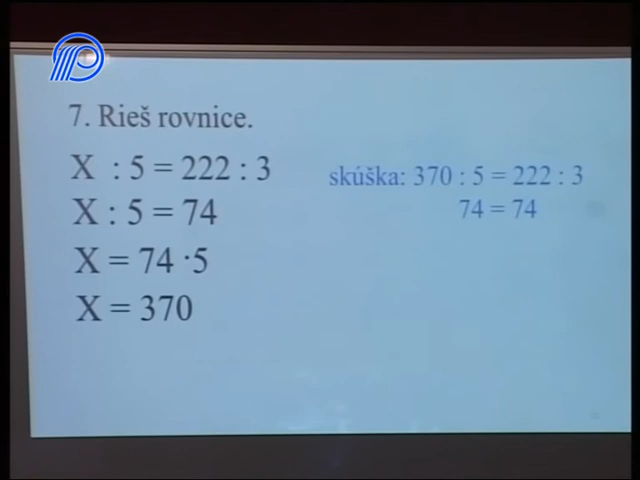 7. Rieš rovnice.
X : 5 = 222 : 3
X : 5 = 74
X = 74 ·5
X = 370
skúška: 370 : 5 = 222 : 3
74 = 74